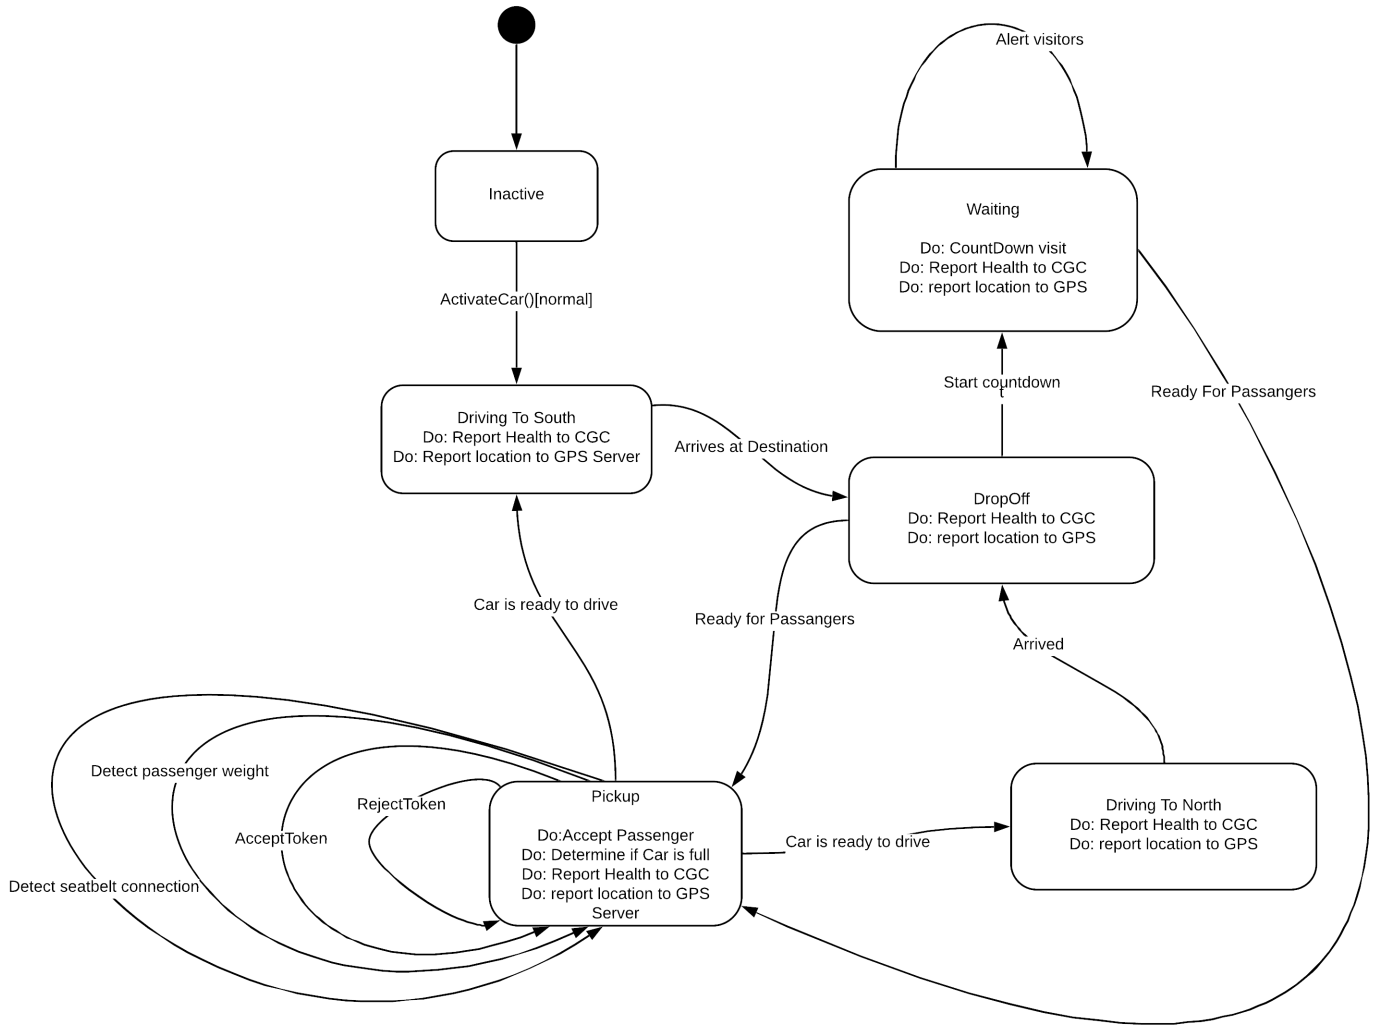 Alert visitors
Inactive
Waiting
Do: CountDown visit
Do: Report Health to CGC
Do: report location to GPS
ActivateCar()[normal]
Start countdown
t
Ready For Passangers
Driving To South
Do: Report Health to CGC
Do: Report location to GPS Server
Arrives at Destination
DropOff
Do: Report Health to CGC
Do: report location to GPS
Car is ready to drive
Ready for Passangers
Arrived
Detect passenger weight
RejectToken
AcceptToken
Detect seatbelt connection
Pickup
Do:Accept Passenger
Do: Determine if Car is full
Do: Report Health to CGC
Do: report location to GPS
Server
Car is ready to drive
Driving To North
Do: Report Health to CGC
Do: report location to GPS